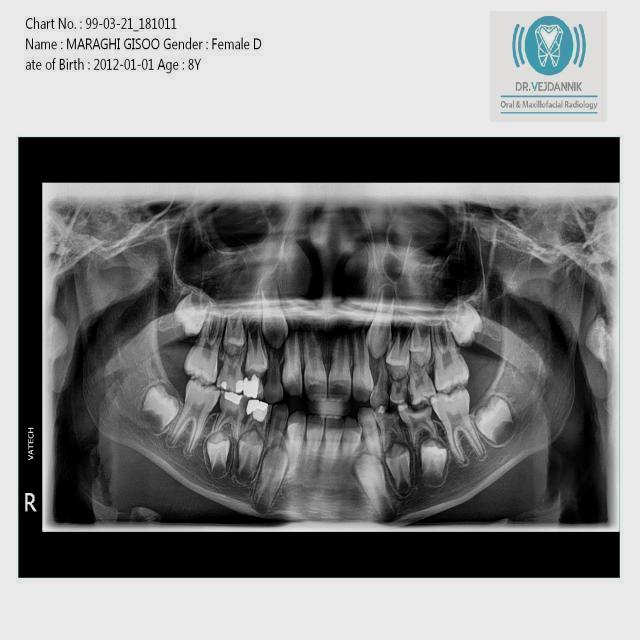 Chart No. : 99-03-21_181011
Name : MARAGHI GISOO Gender : Female D
ate of Birth : 2012-01-01 Age : 8Y
DR.VEJDANNIK
Oral & Maxillofacial Radiology
VATECH
R